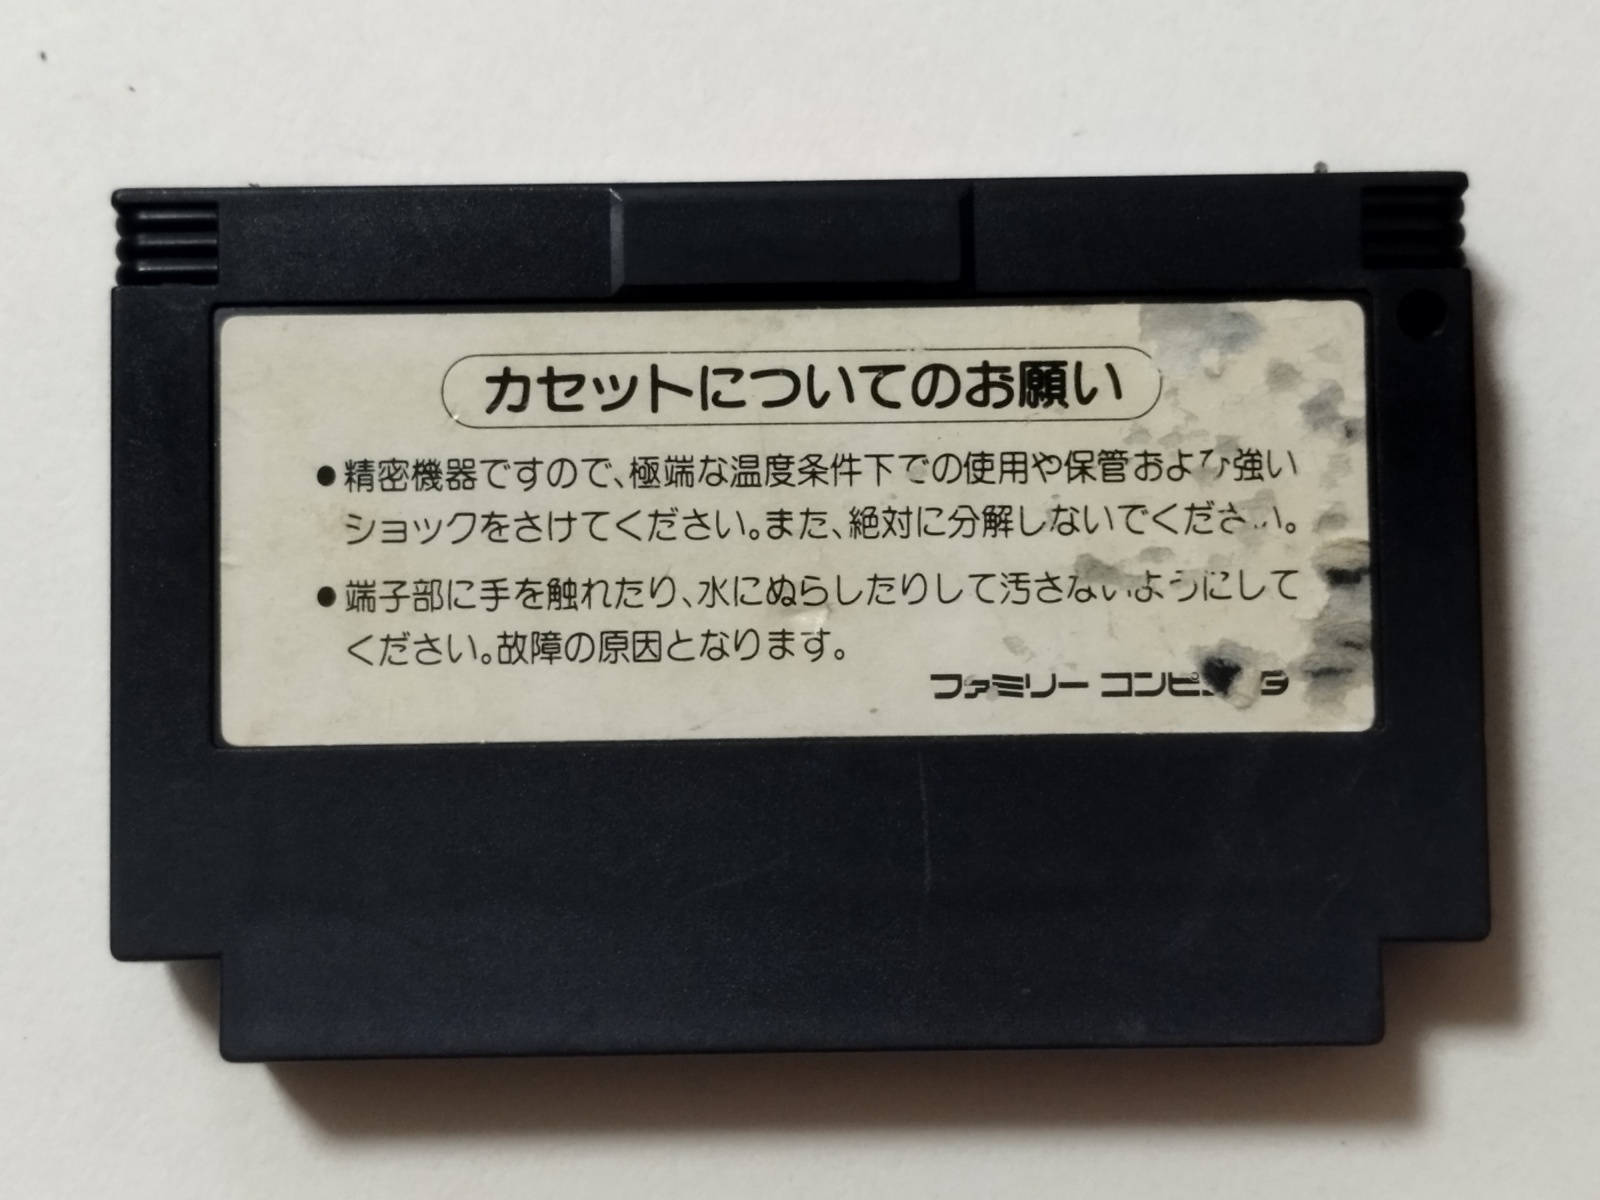 カセットについてのお願い
●精密機器ですので、極端な温度条件下での使用や保管および強い
ショックをさけてください。また、絶対に分解しないでください。
●端子部に手を触れたり、水にぬらしたりして汚さないようにして
ください。故障の原因となります。
ファミリー コンピュータ